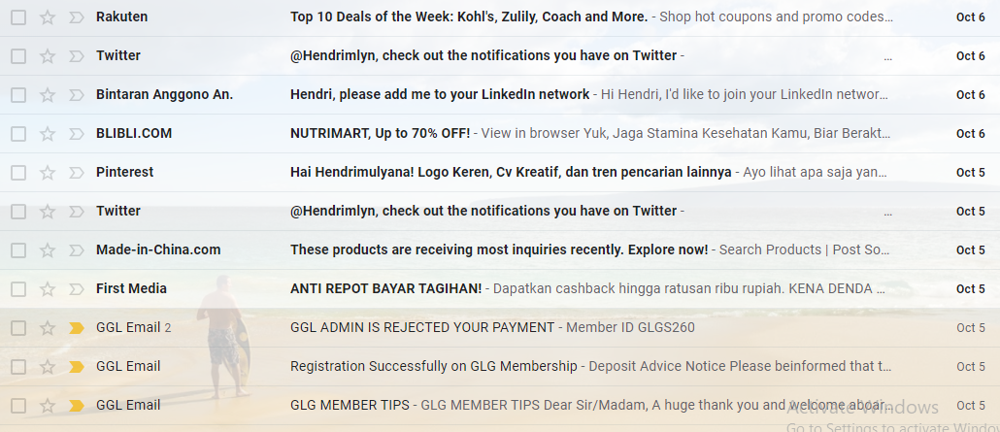 Rakuten Top 10 Deals of the Week: Kohl's, Zulily, Coach and More. - Shop hot coupons and promo codes… Oct 6
Twitter @Hendrimlyn, check out the notifications you have on Twitter - … Oct 6
Bintaran Anggono An. Hendri, please add me to your LinkedIn network - Hi Hendri, I'd like to join your LinkedIn networ… Oct 6
BLIBLI.COM NUTRIMART, Up to 70% OFF! - View in browser Yuk, Jaga Stamina Kesehatan Kamu, Biar Berakt… Oct 6
Pinterest Hai Hendrimulyana! Logo Keren, Cv Kreatif, dan tren pencarian lainnya - Ayo lihat apa saja yan… Oct 5
Twitter @Hendrimlyn, check out the notifications you have on Twitter - … Oct 5
Made-in-China.com These products are receiving most inquiries recently. Explore now! - Search Products | Post So… Oct 5
First Media ANTI REPOT BAYAR TAGIHAN! - Dapatkan cashback hingga ratusan ribu rupiah. KENA DENDA … Oct 5
GGL Email 2 GGL ADMIN IS REJECTED YOUR PAYMENT - Member ID GLGS260 Oct 5
GGL Email Registration Successfully on GLG Membership - Deposit Advice Notice Please beinformed that t… Oct 5
GGL Email GLG MEMBER TIPS - GLG MEMBER TIPS Dear Sir/Madam, A huge thank you and welcome aboar… Oct 5
Activate Windows
Go to Settings to activate Windo